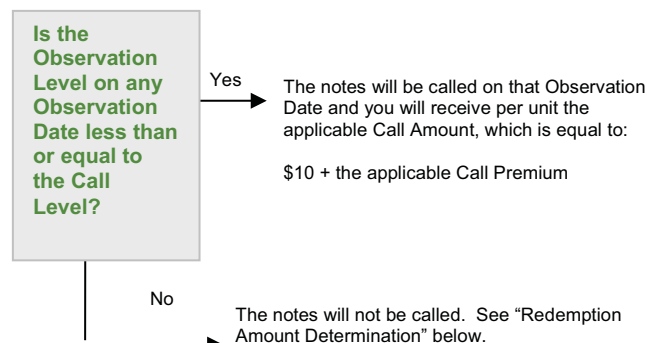 Is the
Observation
Level on any
Observation
Date less than
or equal to
the Call
Level?
Yes
The notes will be called on that Observation
Date and you will receive per unit the
applicable Call Amount, which is equal to:
$10 + the applicable Call Premium
No
The notes will not be called.  See “Redemption
Amount Determination” below.